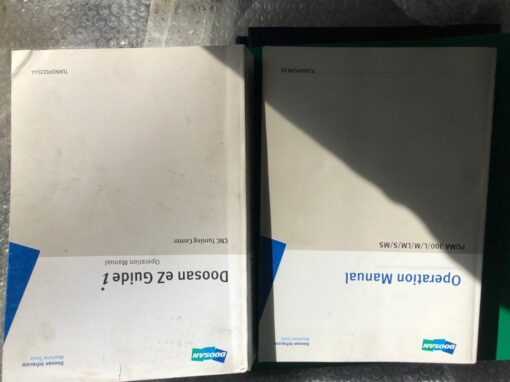 DOOSAN
Doosan Infracore
Machine Tools
Doosan eZ Guide i
Operation Manual
CNC Turning Center
DOOSAN
Doosan Infracore
Machine Tools
Operation Manual
PUMA 300/L/M/LM/S/MS